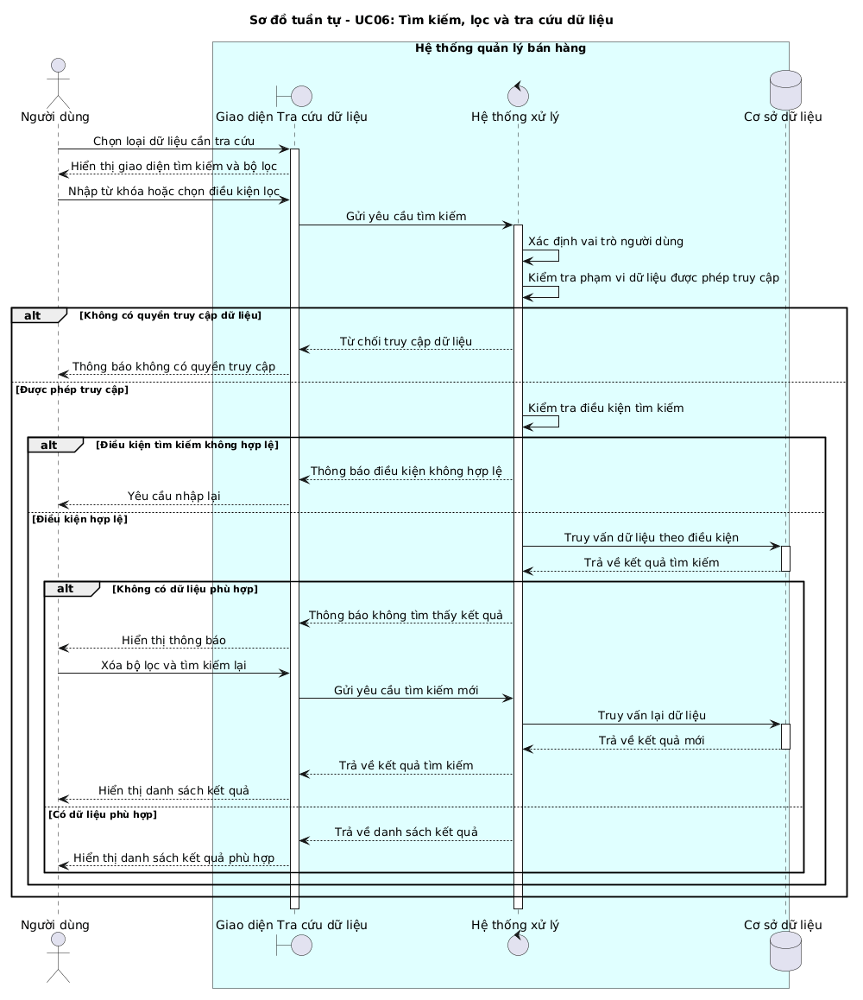 Sơ đồ tuần tự - UC06: Tìm kiếm, lọc và tra cứu dữ liệu
Hệ thống quản lý bán hàng
Người dùng
Giao diện Tra cứu dữ liệu
Hệ thống xử lý
Cơ sở dữ liệu
Chọn loại dữ liệu cần tra cứu
Hiển thị giao diện tìm kiếm và bộ lọc
Nhập từ khóa hoặc chọn điều kiện lọc
Gửi yêu cầu tìm kiếm
Xác định vai trò người dùng
Kiểm tra phạm vi dữ liệu được phép truy cập
alt [Không có quyền truy cập dữ liệu]
Từ chối truy cập dữ liệu
Thông báo không có quyền truy cập
[Được phép truy cập]
Kiểm tra điều kiện tìm kiếm
alt [Điều kiện tìm kiếm không hợp lệ]
Thông báo điều kiện không hợp lệ
Yêu cầu nhập lại
[Điều kiện hợp lệ]
Truy vấn dữ liệu theo điều kiện
Trả về kết quả tìm kiếm
alt [Không có dữ liệu phù hợp]
Thông báo không tìm thấy kết quả
Hiển thị thông báo
Xóa bộ lọc và tìm kiếm lại
Gửi yêu cầu tìm kiếm mới
Truy vấn lại dữ liệu
Trả về kết quả mới
Trả về kết quả tìm kiếm
Hiển thị danh sách kết quả
[Có dữ liệu phù hợp]
Trả về danh sách kết quả
Hiển thị danh sách kết quả phù hợp
Người dùng
Giao diện Tra cứu dữ liệu
Hệ thống xử lý
Cơ sở dữ liệu